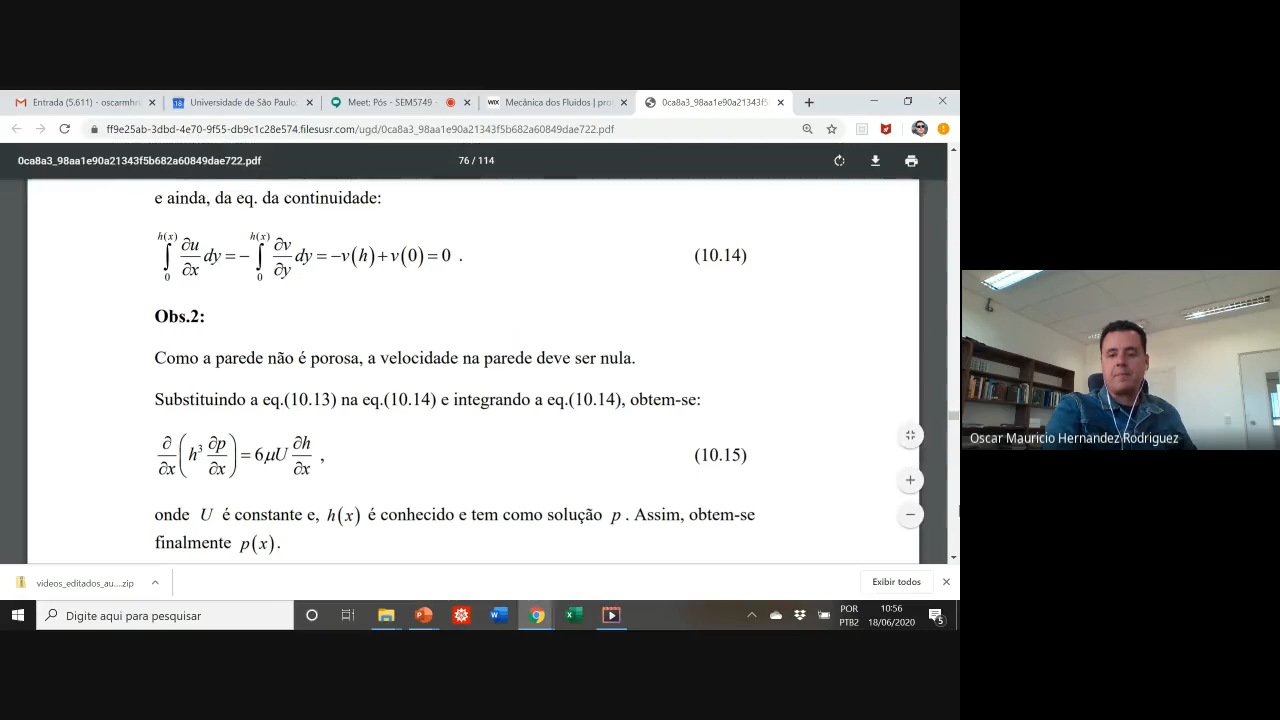 Entrada (5.611) - oscarmhr
Universidade de São Paulo:
Meet: Pós - SEM5749 -
WIX Mecânica dos Fluidos | pro
0ca8a3_98aa1e90a21343f5
ff9e25ab-3dbd-4e70-9f65-d69c1c28e574.filesusr.com/ugd/0ca8a3_98aa1e90a21343f5b682a60849dae722.pdf
0ca8a3_98aa1e90a21343f5b682a60849dae722.pdf
76 / 114
e ainda, da eq. da continuidade:
∫₀^{h(x)} ∂u/∂x dy = − ∫₀^{h(x)} ∂v/∂y dy = −v(h) + v(0) = 0 . (10.14)
Obs.2:
Como a parede não é porosa, a velocidade na parede deve ser nula.
Substituindo a eq.(10.13) na eq.(10.14) e integrando a eq.(10.14), obtem-se:
∂/∂x (h³ ∂p/∂x) = 6μU ∂h/∂x , (10.15)
onde U é constante e, h(x) é conhecido e tem como solução p . Assim, obtem-se
finalmente p(x).
Oscar Mauricio Hernandez Rodriguez
videos_editados_au....zip
Exibir todos
Digite aqui para pesquisar
POR
PTB2
10:56
18/06/2020
5